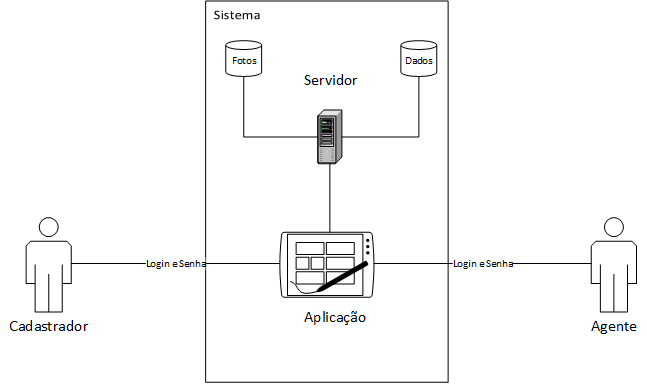 Sistema
Fotos
Dados
Servidor
Login e Senha
Login e Senha
Aplicação
Cadastrador
Agente